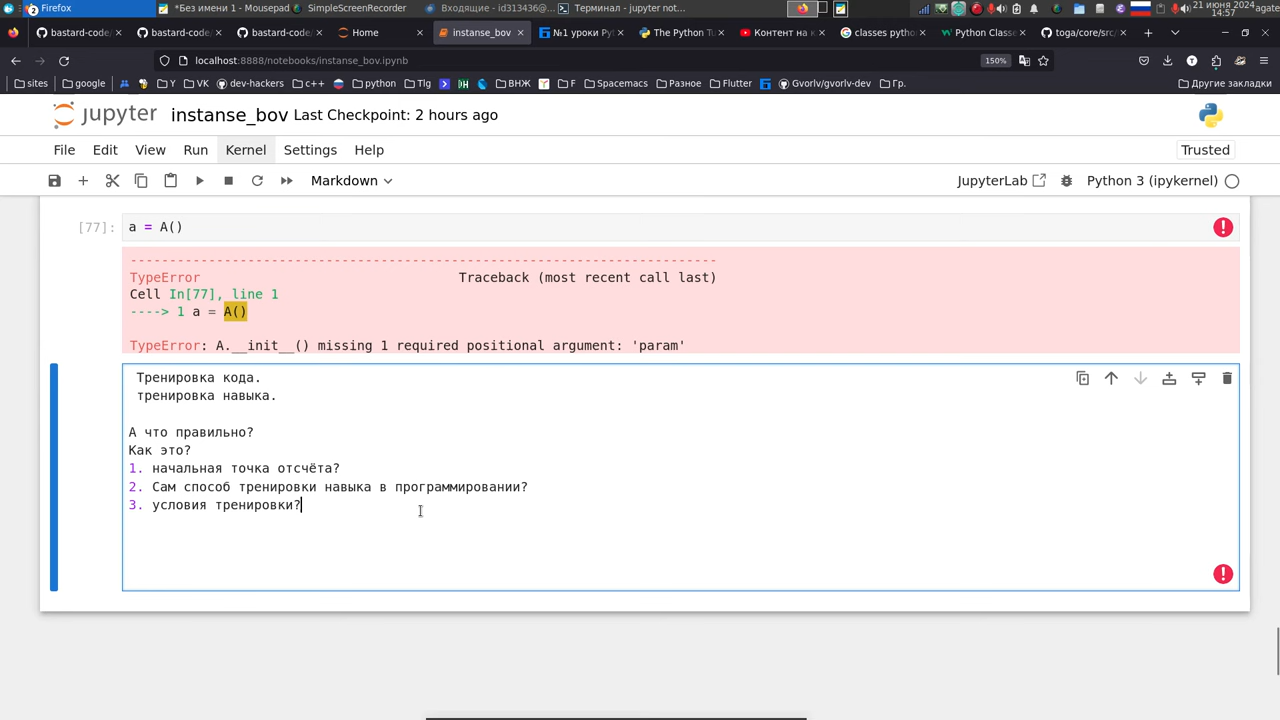 Firefox
*Без имени 1 - Mousepad
SimpleScreenRecorder
Входящие - id313436@...
Терминал - jupyter not...
21 июня 2024
14:57
agate
bastard-code/
bastard-code/
bastard-code/
Home
instanse_bov
№1 уроки Py
The Python Tu
Контент на к
classes pytho
Python Classe
toga/core/src/
localhost:8888/notebooks/instanse_bov.ipynb
150%
sites
google
Y
VK
dev-hackers
c++
python
Tlg
ВНЖ
F
Spacemacs
Разное
Flutter
Gvorlv/gvorlv-dev
Гр.
Другие закладки
jupyter
instanse_bov Last Checkpoint: 2 hours ago
File Edit View Run Kernel Settings Help
Trusted
Markdown
JupyterLab
Python 3 (ipykernel)
[77]:
a = A()
---------------------------------------------------------------------------
TypeError Traceback (most recent call last)
Cell In[77], line 1
----> 1 a = A()
TypeError: A.__init__() missing 1 required positional argument: 'param'
Тренировка кода.
тренировка навыка.
А что правильно?
Как это?
1. начальная точка отсчёта?
2. Сам способ тренировки навыка в программировании?
3. условия тренировки?